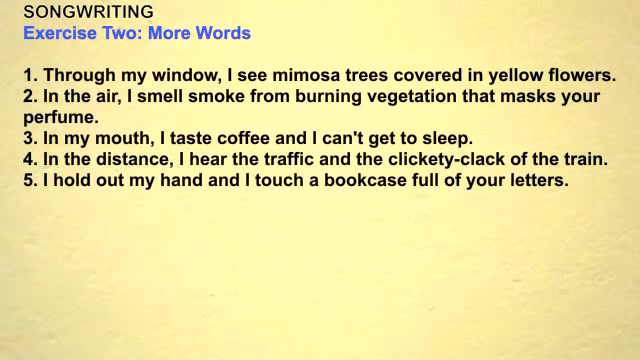 SONGWRITING
Exercise Two: More Words
1. Through my window, I see mimosa trees covered in yellow flowers.
2. In the air, I smell smoke from burning vegetation that masks your
perfume.
3. In my mouth, I taste coffee and I can't get to sleep.
4. In the distance, I hear the traffic and the clickety-clack of the train.
5. I hold out my hand and I touch a bookcase full of your letters.